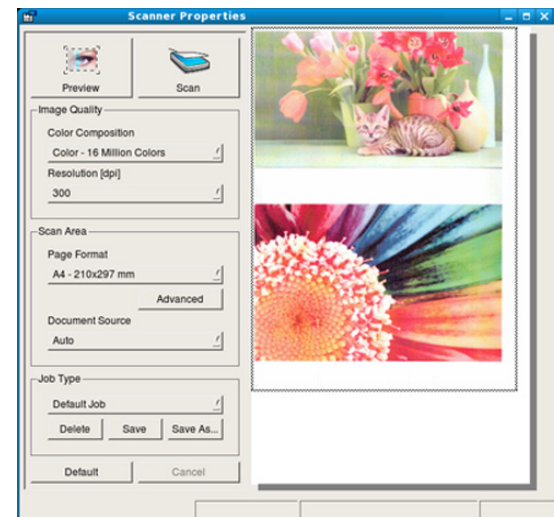 Scanner Properties
Preview
Scan
Image Quality
Color Composition
Color - 16 Million Colors
Resolution [dpi]
300
Scan Area
Page Format
A4 - 210x297 mm
Advanced
Document Source
Auto
Job Type
Default Job
Delete
Save
Save As...
Default
Cancel